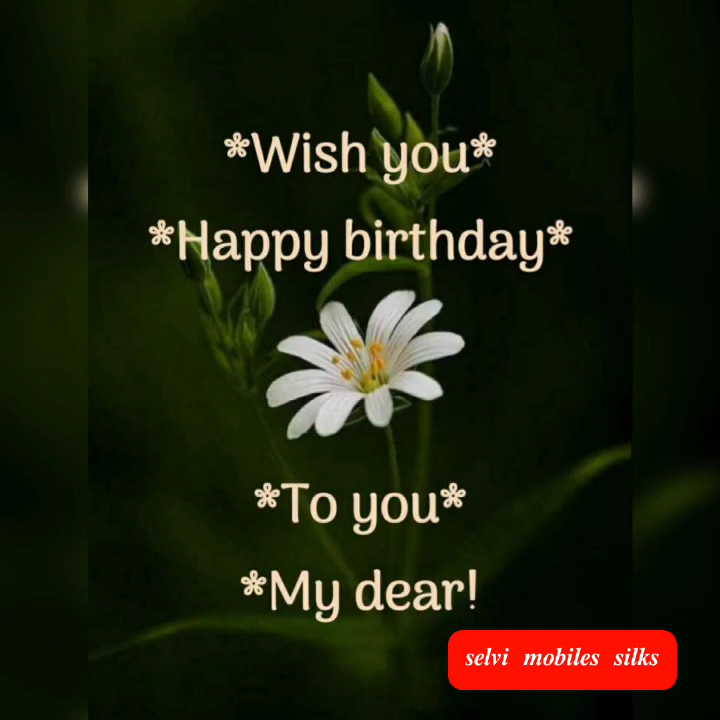 *Wish you*
*Happy birthday*
*To you*
*My dear!
selvi mobiles silks